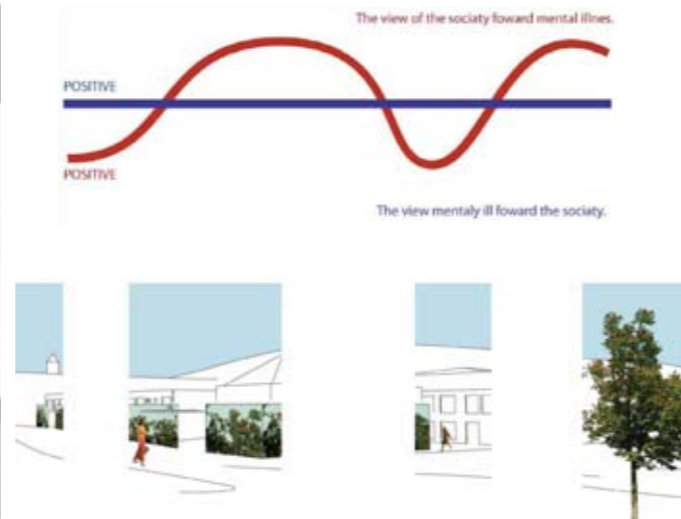 The view of the sociaty foward mental illnes.
POSITIVE
POSITIVE
The view mentaly ill foward the sociaty.